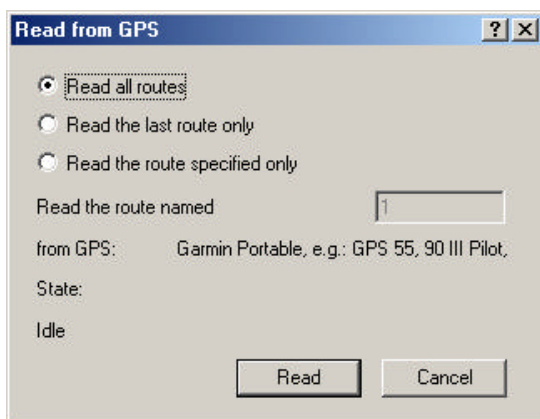 Read from GPS
Read all routes
Read the last route only
Read the route specified only
Read the route named 1
from GPS: Garmin Portable, e.g.: GPS 55, 90 III Pilot,
State:
Idle
Read Cancel